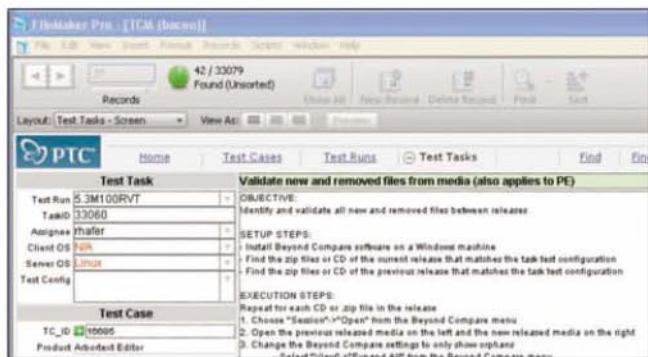 FileMaker Pro - [TCM (bacon)]
File Edit View Insert Format Records Scripts Window Help
42 / 33079
Found (Unsorted)
Records
Show All New Record Delete Record Find Sort
Layout: Test Tasks - Screen View As: Preview
PTC Home Test Cases Test Runs Test Tasks Find
Test Task
Test Run 5.3M100RVT
TaskID 33060
Assignee rhafer
Client OS N/A
Server OS Linux
Test Config
Test Case
TC_ID 16695
Product Arbortext Editor
Validate new and removed files from media (also applies to PE)
OBJECTIVE:
Identify and validate all new and removed files between releases
SETUP STEPS:
- Install Beyond Compare software on a Windows machine
- Find the zip files or CD of the current release that matches the task test configuration
- Find the zip files or CD of the previous release that matches the task test configuration
EXECUTION STEPS:
Repeat for each CD or .zip file in the release
1. Choose "Session"->"Open" from the Beyond Compare menu
2. Open the previous released media on the left and the new released media on the right
3. Change the Beyond Compare settings to only show orphans